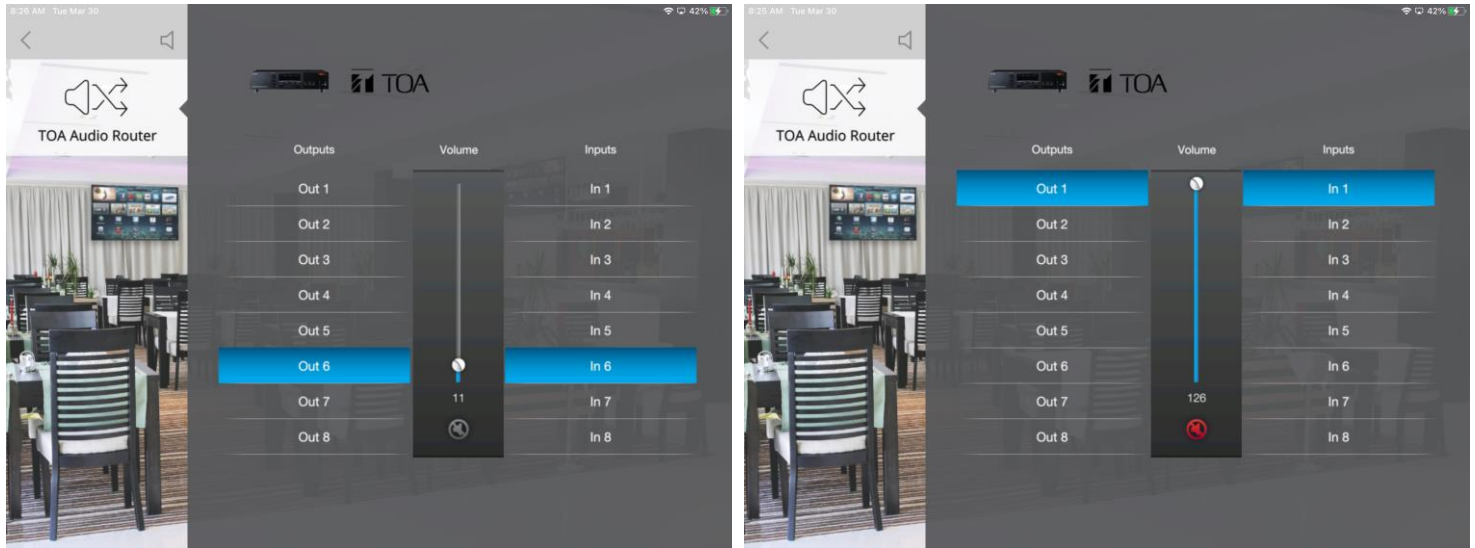 8:26 AM Tue Mar 30
42%
TOA
TOA Audio Router
Outputs Volume Inputs
Out 1 In 1
Out 2 In 2
Out 3 In 3
Out 4 In 4
Out 5 In 5
Out 6 In 6
Out 7 11 In 7
Out 8 In 8
8:25 AM Tue Mar 30
42%
TOA
TOA Audio Router
Outputs Volume Inputs
Out 1 In 1
Out 2 In 2
Out 3 In 3
Out 4 In 4
Out 5 In 5
Out 6 In 6
Out 7 126 In 7
Out 8 In 8